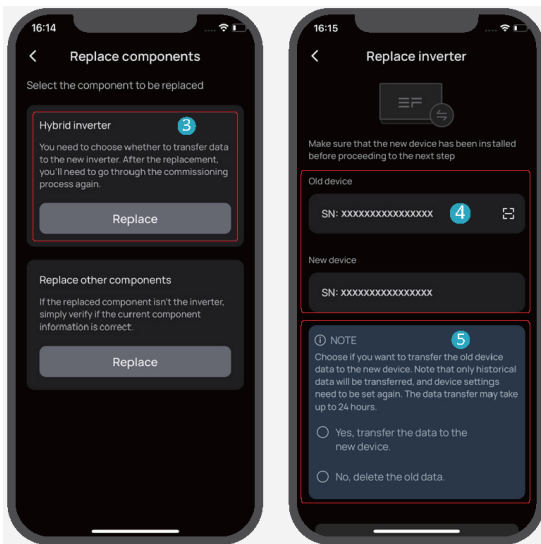 16:14
Replace components
Select the component to be replaced
Hybrid inverter
3
You need to choose whether to transfer data
to the new inverter. After the replacement,
you'll need to go through the commissioning
process again.
Replace
Replace other components
If the replaced component isn't the inverter,
simply verify if the current component
information is correct.
Replace
16:15
Replace inverter
Make sure that the new device has been installed
before proceeding to the next step
Old device
SN: XXXXXXXXXXXXXXXX
4
New device
SN: XXXXXXXXXXXXXXXX
NOTE
5
Choose if you want to transfer the old device
data to the new device. Note that only historical
data will be transferred, and device settings
need to be set again. The data transfer may take
up to 24 hours.
Yes, transfer the data to the
new device.
No, delete the old data.